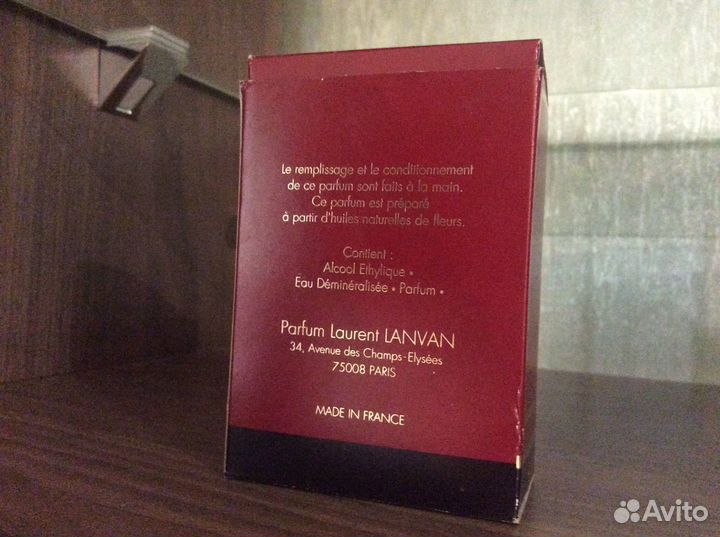 Le remplissage et le conditionnement
de ce parfum sont faits à la main.
Ce parfum est préparé
à partir d'huiles naturelles de fleurs.
Contient :
Alcool Ethylique •
Eau Déminéralisée • Parfum •
Parfum Laurent LANVAN
34, Avenue des Champs-Elysées
75008 PARIS
MADE IN FRANCE
Avito